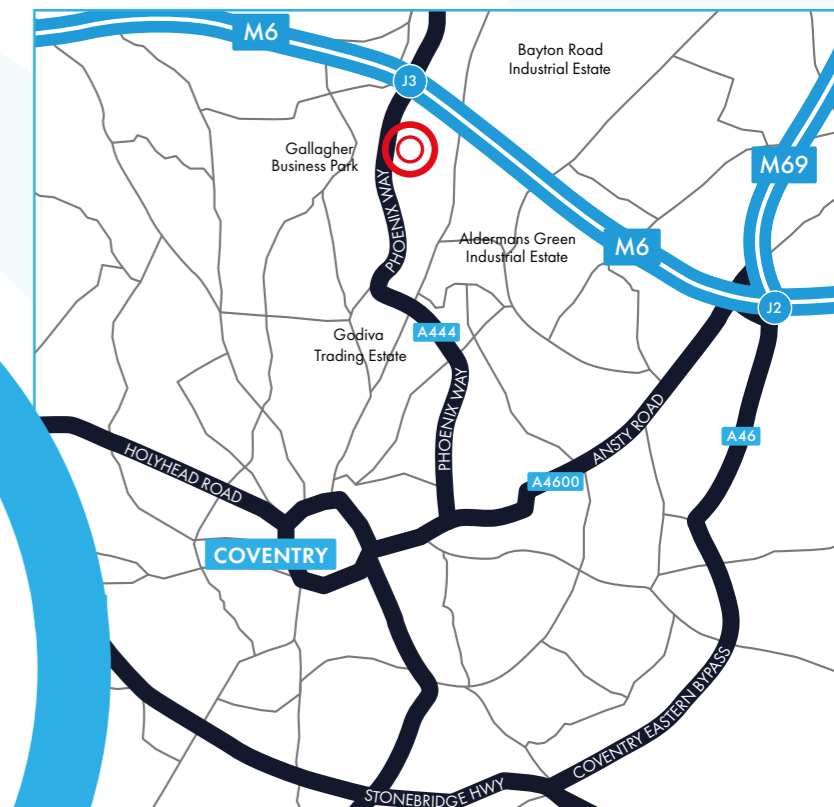 M6
Bayton Road
Industrial Estate
J3
Gallagher
Business Park
M69
PHOENIX WAY
Aldermans Green
Industrial Estate
M6
J2
A444
Godiva
Trading Estate
PHOENIX WAY
ANSTY ROAD
A46
HOLYHEAD ROAD
A4600
COVENTRY
COVENTRY EASTERN BYPASS
STONEBRIDGE HWY